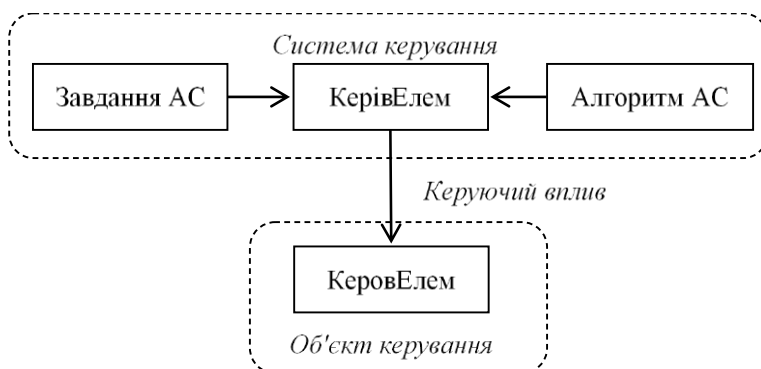 Система керування
Завдання АС
КерівЕлем
Алгоритм АС
Керуючий вплив
КеровЕлем
Об'єкт керування